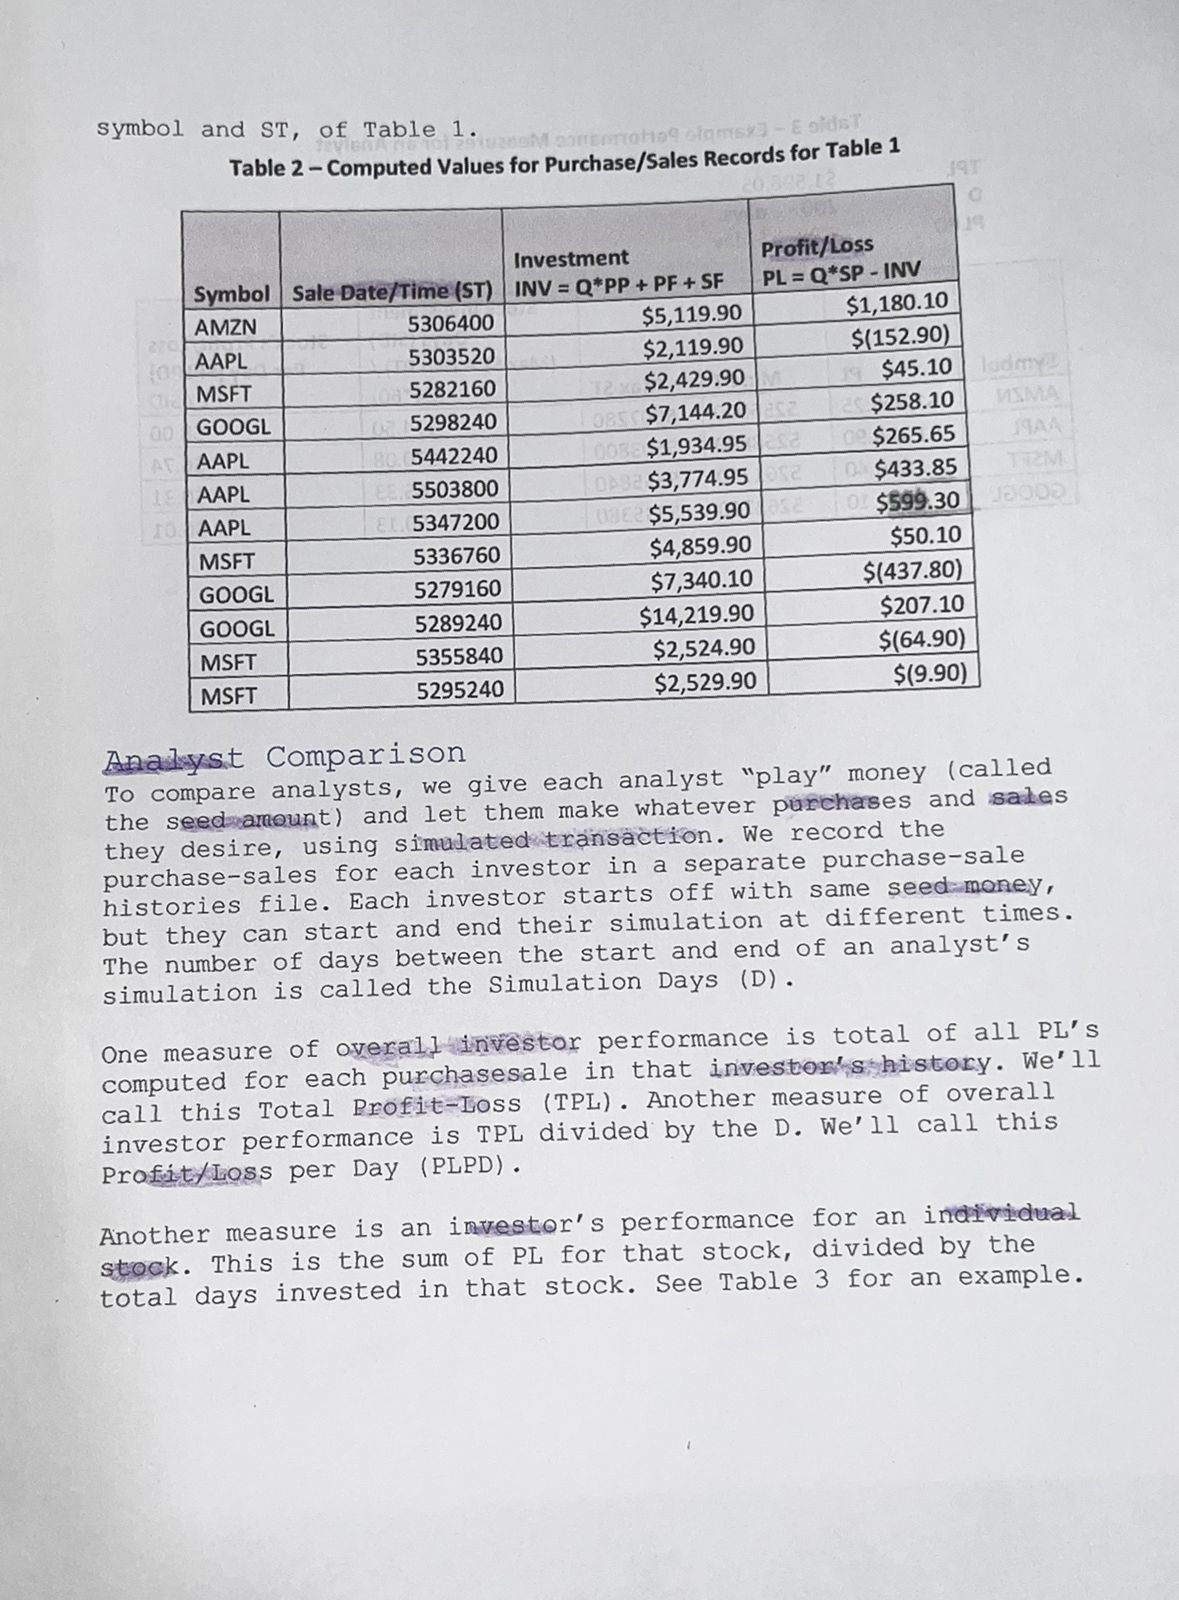 symbol and ST, of Table 1.
Table 2 – Computed Values for Purchase/Sales Records for Table 1
Symbol Sale Date/Time (ST) Investment INV = Q*PP + PF + SF Profit/Loss PL = Q*SP - INV
AMZN 5306400 $5,119.90 $1,180.10
AAPL 5303520 $2,119.90 $(152.90)
MSFT 5282160 $2,429.90 $45.10
GOOGL 5298240 $7,144.20 $258.10
AAPL 5442240 $1,934.95 $265.65
AAPL 5503800 $3,774.95 $433.85
AAPL 5347200 $5,539.90 $599.30
MSFT 5336760 $4,859.90 $50.10
GOOGL 5279160 $7,340.10 $(437.80)
GOOGL 5289240 $14,219.90 $207.10
MSFT 5355840 $2,524.90 $(64.90)
MSFT 5295240 $2,529.90 $(9.90)
Analyst Comparison
To compare analysts, we give each analyst "play" money (called
the seed amount) and let them make whatever purchases and sales
they desire, using simulated transaction. We record the
purchase-sales for each investor in a separate purchase-sale
histories file. Each investor starts off with same seed money,
but they can start and end their simulation at different times.
The number of days between the start and end of an analyst's
simulation is called the Simulation Days (D).
One measure of overall investor performance is total of all PL's
computed for each purchasesale in that investor's history. We'll
call this Total Profit-Loss (TPL). Another measure of overall
investor performance is TPL divided by the D. We'll call this
Profit/Loss per Day (PLPD).
Another measure is an investor's performance for an individual
stock. This is the sum of PL for that stock, divided by the
total days invested in that stock. See Table 3 for an example.